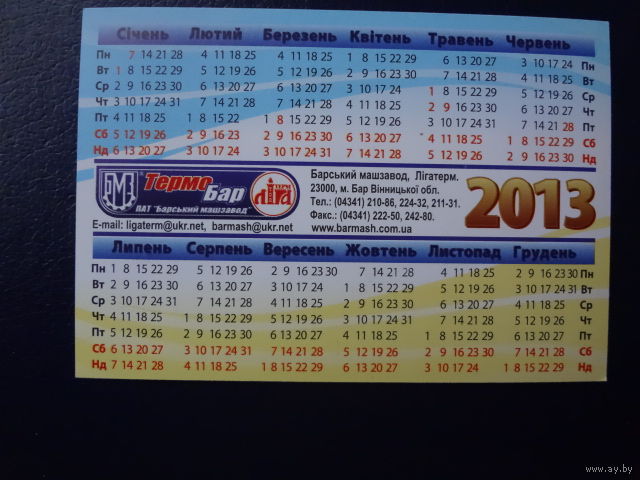 Січень Лютий Березень Квітень Травень Червень
Пн 7 14 21 28 4 11 18 25 4 11 18 25 1 8 15 22 29 6 13 20 27 3 10 17 24 Пн
Вт 1 8 15 22 29 5 12 19 26 5 12 19 26 2 9 16 23 30 7 14 21 28 4 11 18 25 Вт
Ср 2 9 16 23 30 6 13 20 27 6 13 20 27 3 10 17 24 1 8 15 22 29 5 12 19 26 Ср
Чт 3 10 17 24 31 7 14 21 28 7 14 21 28 4 11 18 25 2 9 16 23 30 6 13 20 27 Чт
Пт 4 11 18 25 1 8 15 22 1 8 15 22 29 5 12 19 26 3 10 17 24 31 7 14 21 28 Пт
Сб 5 12 19 26 2 9 16 23 2 9 16 23 30 6 13 20 27 4 11 18 25 1 8 15 22 29 Сб
Нд 6 13 20 27 3 10 17 24 3 10 17 24 31 7 14 21 28 5 12 19 26 2 9 16 23 30 Нд
БМЗ ТермоБар
ПАТ "Барський машзавод"
ТЕРМ
Ліга
E-mail: ligaterm@ukr.net, barmash@ukr.net
Барський машзавод, Лігатерм.
23000, м. Бар Вінницької обл.
Тел.: (04341) 210-86, 224-32, 211-31.
Факс.: (04341) 222-50, 242-80.
www.barmash.com.ua
2013
Липень Серпень Вересень Жовтень Листопад Грудень
Пн 1 8 15 22 29 5 12 19 26 2 9 16 23 30 7 14 21 28 4 11 18 25 2 9 16 23 30 Пн
Вт 2 9 16 23 30 6 13 20 27 3 10 17 24 1 8 15 22 29 5 12 19 26 3 10 17 24 31 Вт
Ср 3 10 17 24 31 7 14 21 28 4 11 18 25 2 9 16 23 30 6 13 20 27 4 11 18 25 Ср
Чт 4 11 18 25 1 8 15 22 29 5 12 19 26 3 10 17 24 31 7 14 21 28 5 12 19 26 Чт
Пт 5 12 19 26 2 9 16 23 30 6 13 20 27 4 11 18 25 1 8 15 22 29 6 13 20 27 Пт
Сб 6 13 20 27 3 10 17 24 31 7 14 21 28 5 12 19 26 2 9 16 23 30 7 14 21 28 Сб
Нд 7 14 21 28 4 11 18 25 1 8 15 22 29 6 13 20 27 3 10 17 24 1 8 15 22 29 Нд
www.ay.by